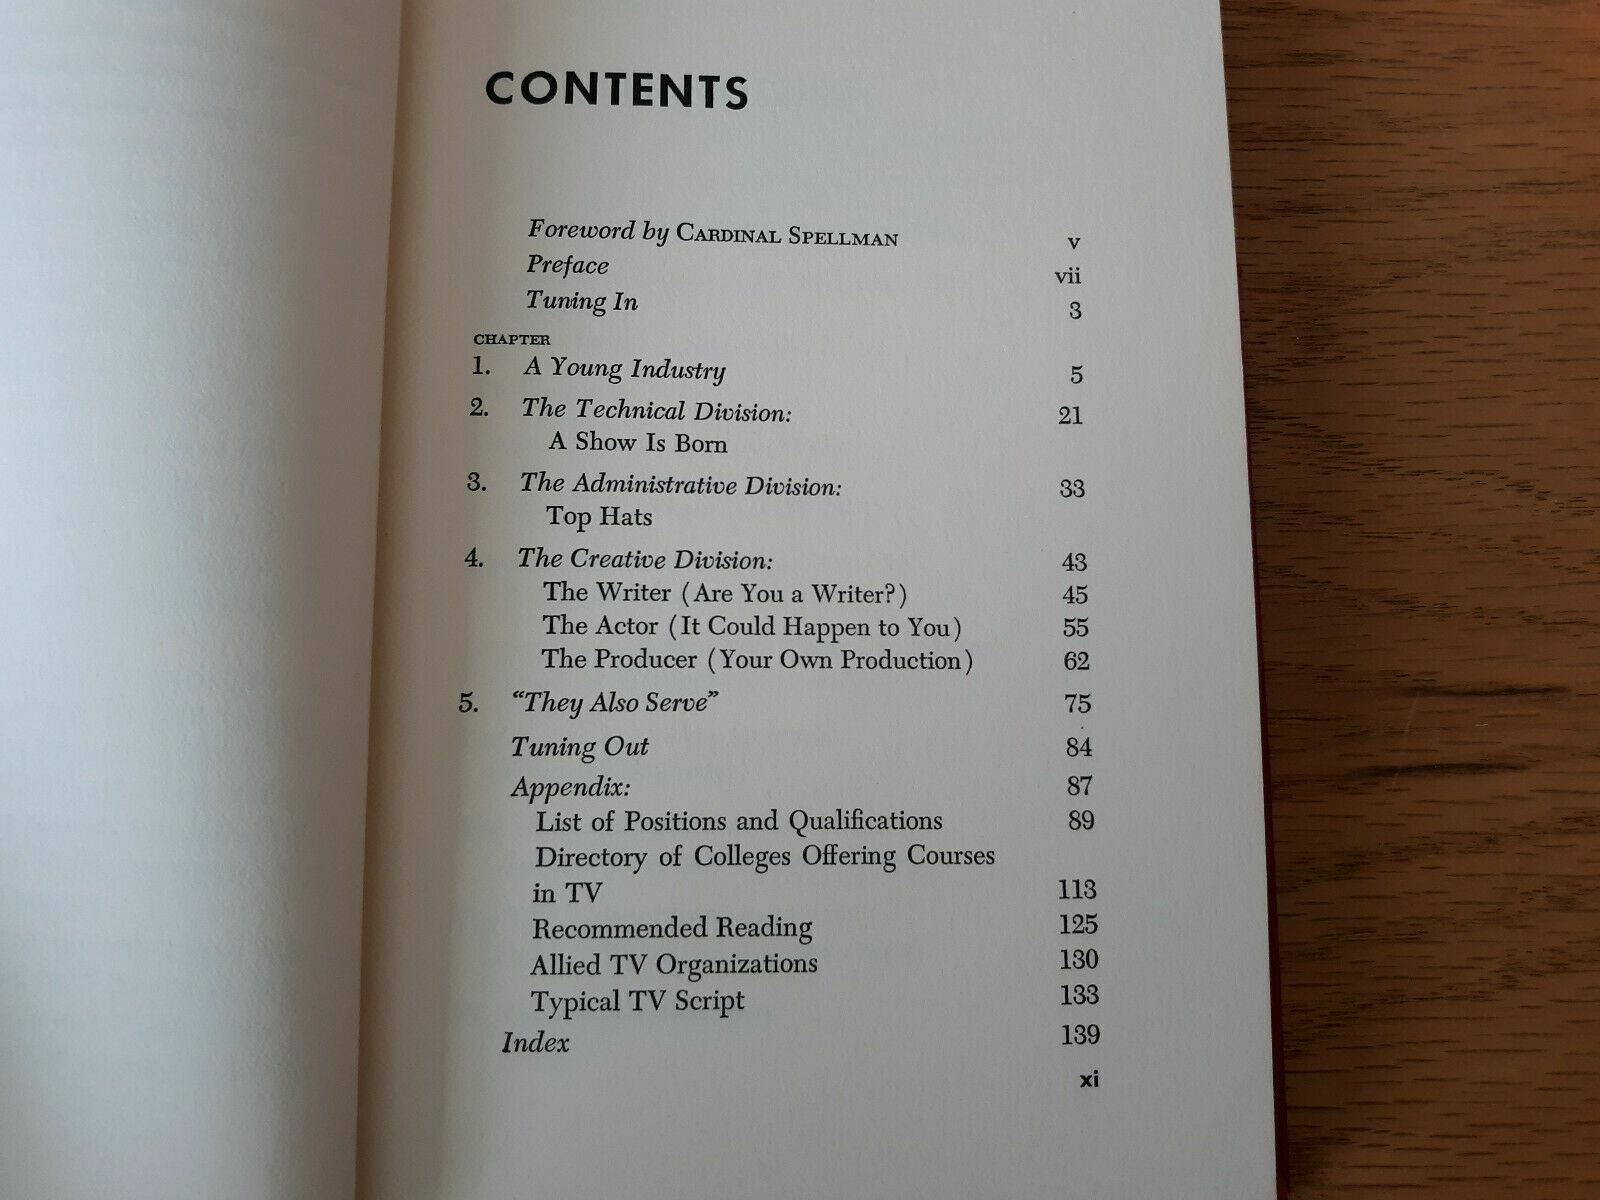 CONTENTS
Foreword by CARDINAL SPELLMAN v
Preface vii
Tuning In 3
CHAPTER
1. A Young Industry 5
2. The Technical Division: 21
A Show Is Born
3. The Administrative Division: 33
Top Hats
4. The Creative Division: 43
The Writer (Are You a Writer?) 45
The Actor (It Could Happen to You) 55
The Producer (Your Own Production) 62
5. “They Also Serve” 75
Tuning Out 84
Appendix: 87
List of Positions and Qualifications 89
Directory of Colleges Offering Courses
in TV 113
Recommended Reading 125
Allied TV Organizations 130
Typical TV Script 133
Index 139
xi